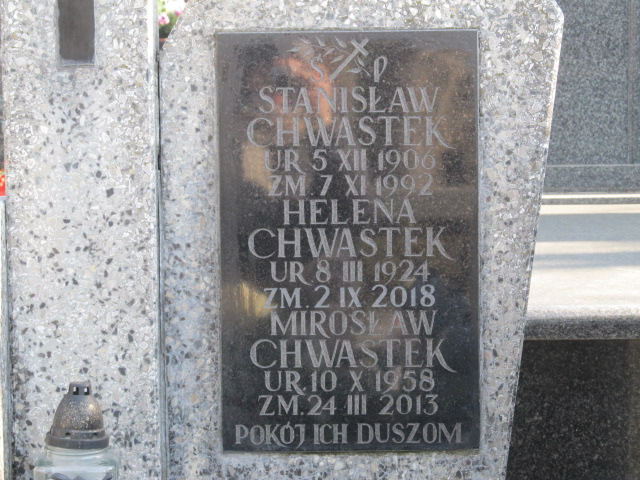 Ś P
STANISŁAW
CHWASTEK
UR 5 XII 1906
ZM 7 XI 1992
HELENA
CHWASTEK
UR 8 III 1924
ZM. 2 IX 2018
MIROSŁAW
CHWASTEK
UR. 10 X 1958
ZM. 24 III 2013
POKÓJ ICH DUSZOM